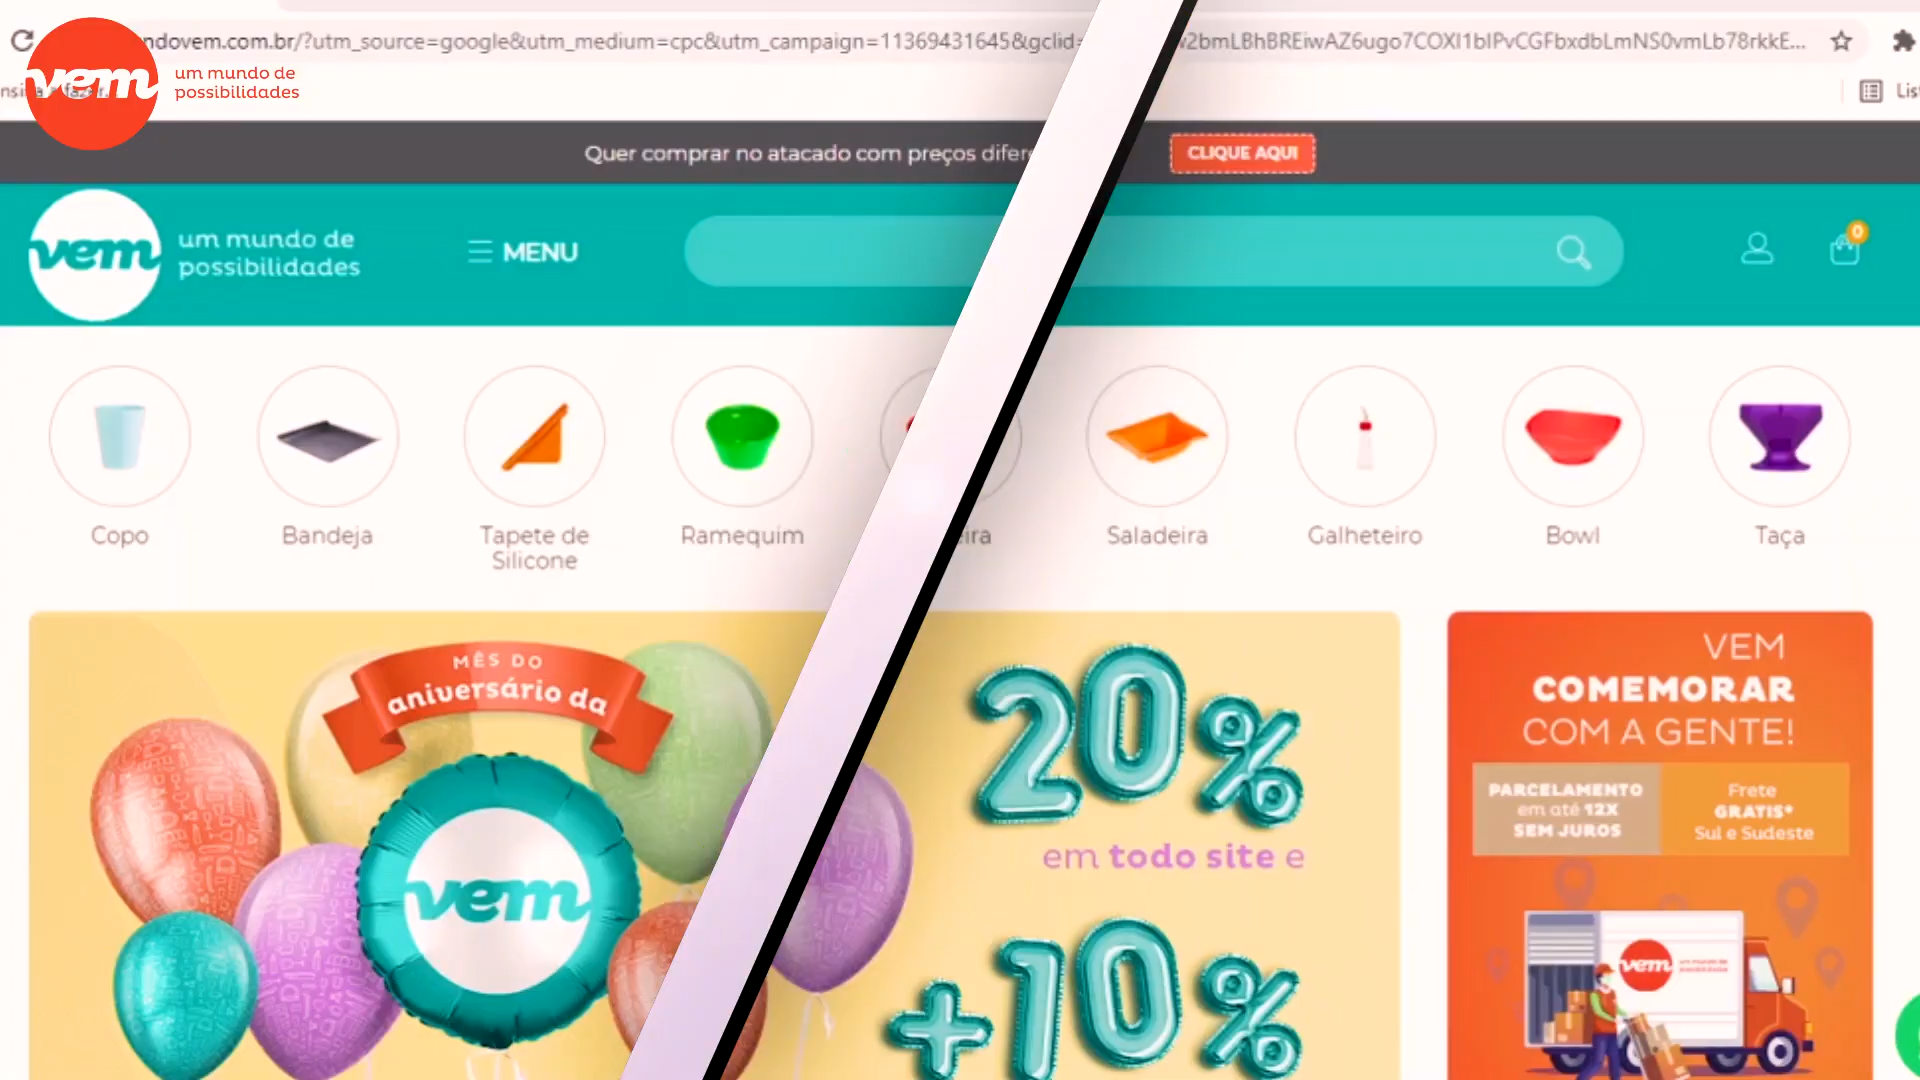 ndovem.com.br/?utm_source=google&utm_medium=cpc&utm_campaign=11369431645&gclid=
vem um mundo de
possibilidades
Quer comprar no atacado com preços difere
CLIQUE AQUI
vem um mundo de
possibilidades
MENU
0
Copo
Bandeja
Tapete de
Silicone
Ramequim
eira
Saladeira
Galheteiro
Bowl
Taça
MÊS DO
aniversário da
vem
20%
em todo site e
+10%
VEM
COMEMORAR
COM A GENTE!
PARCELAMENTO
em até 12X
SEM JUROS
Frete
GRATIS*
Sul e Sudeste
vem